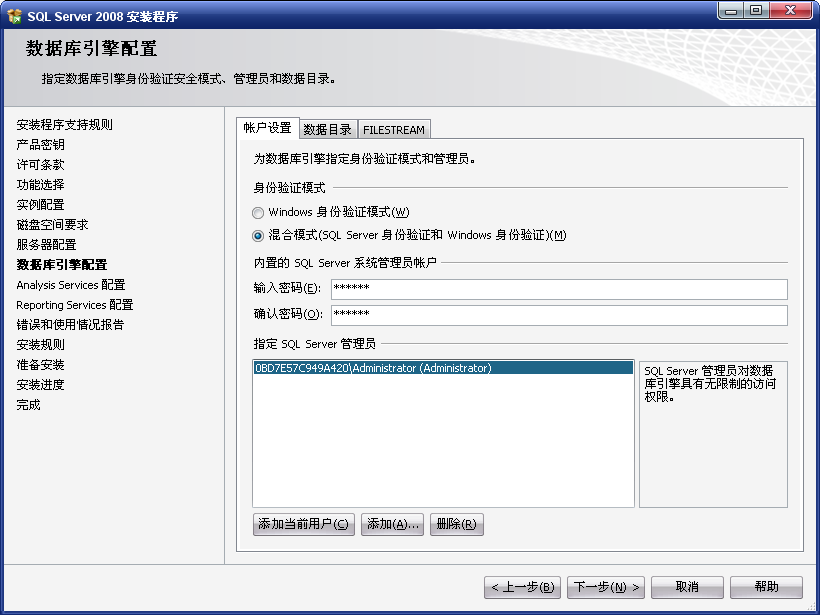 SQL Server 2008 安装程序
数据库引擎配置
指定数据库引擎身份验证安全模式、管理员和数据目录。
安装程序支持规则
产品密钥
许可条款
功能选择
实例配置
磁盘空间要求
服务器配置
数据库引擎配置
Analysis Services 配置
Reporting Services 配置
错误和使用情况报告
安装规则
准备安装
安装进度
完成
帐户设置 数据目录 FILESTREAM
为数据库引擎指定身份验证模式和管理员。
身份验证模式
Windows 身份验证模式(W)
混合模式(SQL Server 身份验证和 Windows 身份验证)(M)
内置的 SQL Server 系统管理员帐户
输入密码(E): ******
确认密码(O): ******
指定 SQL Server 管理员
0BD7E57C949A420\Administrator (Administrator)
SQL Server 管理员对数据
库引擎具有无限制的访问
权限。
添加当前用户(C) 添加(A)... 删除(R)
< 上一步(B) 下一步(N) > 取消 帮助